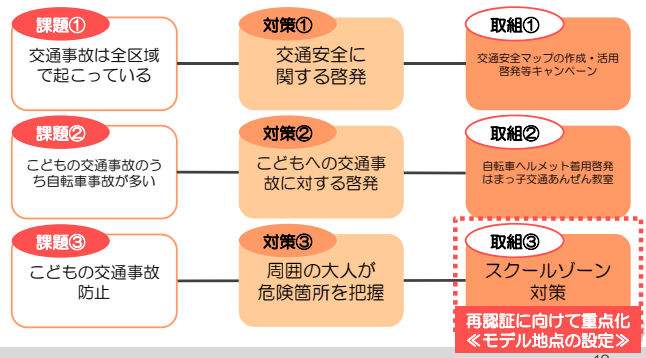 課題①
交通事故は全区域
で起こっている
対策①
交通安全に
関する啓発
取組①
交通安全マップの作成・活用
啓発等キャンペーン
課題②
こどもの交通事故のう
ち自転車事故が多い
対策②
こどもへの交通事
故に対する啓発
取組②
自転車ヘルメット着用啓発
はまっ子交通あんぜん教室
課題③
こどもの交通事故
防止
対策③
周囲の大人が
危険箇所を把握
取組③
スクールゾーン
対策
再認証に向けて重点化
≪モデル地点の設定≫